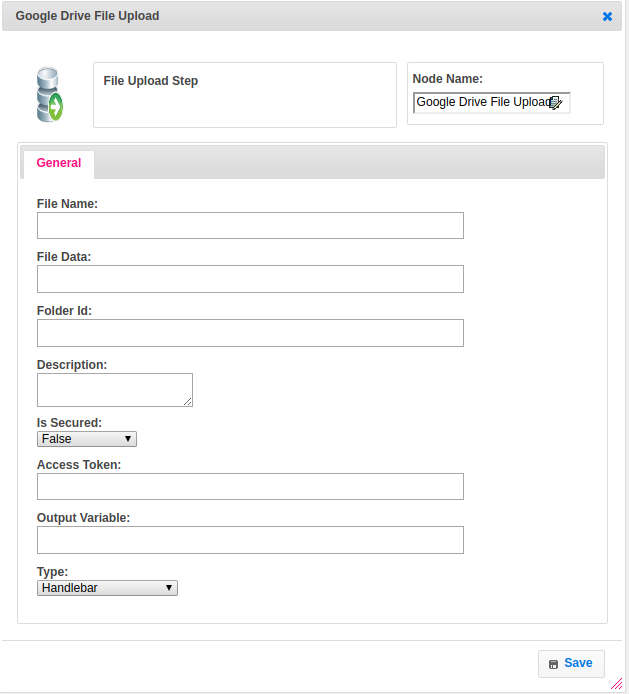 Google Drive File Upload
File Upload Step
Node Name:
Google Drive File Upload
General
File Name:
File Data:
Folder Id:
Description:
Is Secured:
False
Access Token:
Output Variable:
Type:
Handlebar
Save